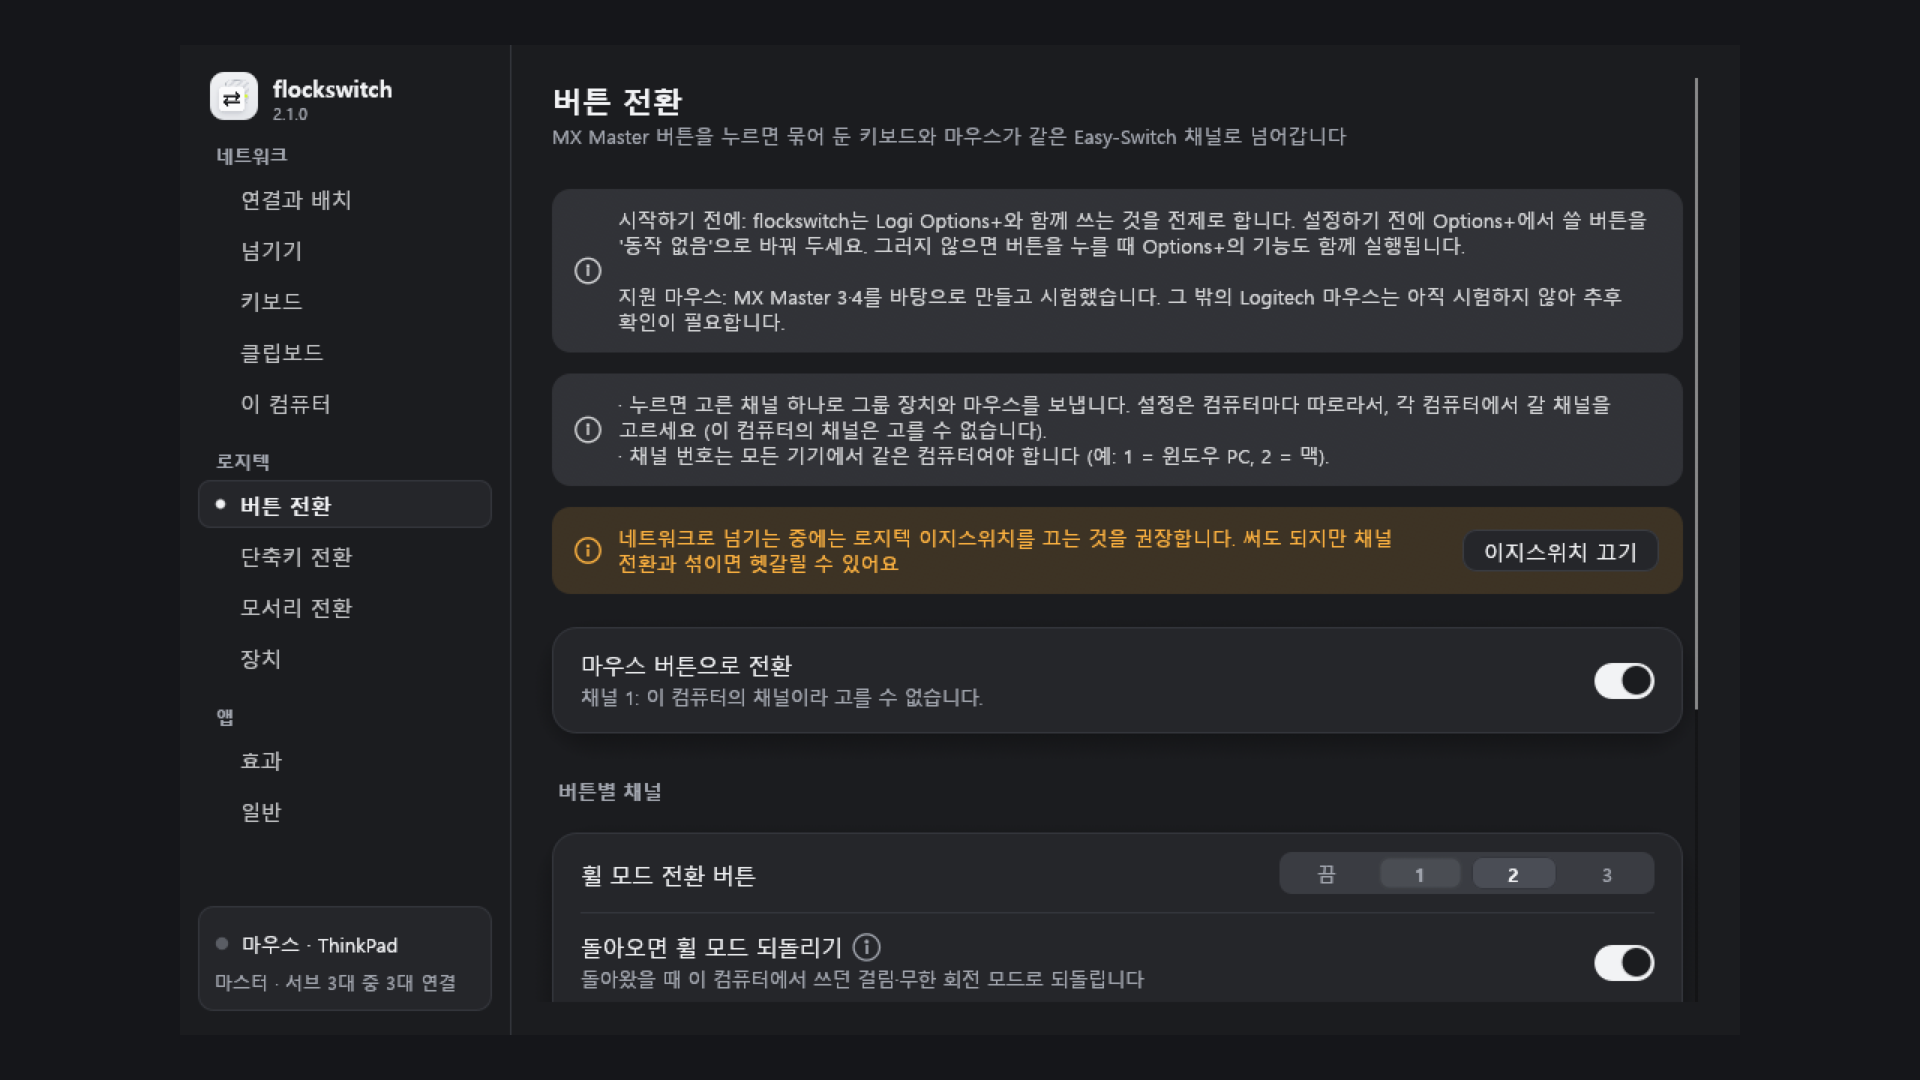 flockswitch
2.1.0
네트워크
연결과 배치
넘기기
키보드
클립보드
이 컴퓨터
로지텍
버튼 전환
단축키 전환
모서리 전환
장치
앱
효과
일반
마우스 · ThinkPad
마스터 · 서브 3대 중 3대 연결
버튼 전환
MX Master 버튼을 누르면 묶어 둔 키보드와 마우스가 같은 Easy-Switch 채널로 넘어갑니다
시작하기 전에: flockswitch는 Logi Options+와 함께 쓰는 것을 전제로 합니다. 설정하기 전에 Options+에서 쓸 버튼을
'동작 없음'으로 바꿔 두세요. 그러지 않으면 버튼을 누를 때 Options+의 기능도 함께 실행됩니다.
지원 마우스: MX Master 3·4를 바탕으로 만들고 시험했습니다. 그 밖의 Logitech 마우스는 아직 시험하지 않아 추후
확인이 필요합니다.
· 누르면 고른 채널 하나로 그룹 장치와 마우스를 보냅니다. 설정은 컴퓨터마다 따로라서, 각 컴퓨터에서 갈 채널을
고르세요 (이 컴퓨터의 채널은 고를 수 없습니다).
· 채널 번호는 모든 기기에서 같은 컴퓨터여야 합니다 (예: 1 = 윈도우 PC, 2 = 맥).
네트워크로 넘기는 중에는 로지텍 이지스위치를 끄는 것을 권장합니다. 써도 되지만 채널
전환과 섞이면 헷갈릴 수 있어요
이지스위치 끄기
마우스 버튼으로 전환
채널 1: 이 컴퓨터의 채널이라 고를 수 없습니다.
버튼별 채널
휠 모드 전환 버튼
끔 1 2 3
돌아오면 휠 모드 되돌리기
돌아왔을 때 이 컴퓨터에서 쓰던 걸림·무한 회전 모드로 되돌립니다